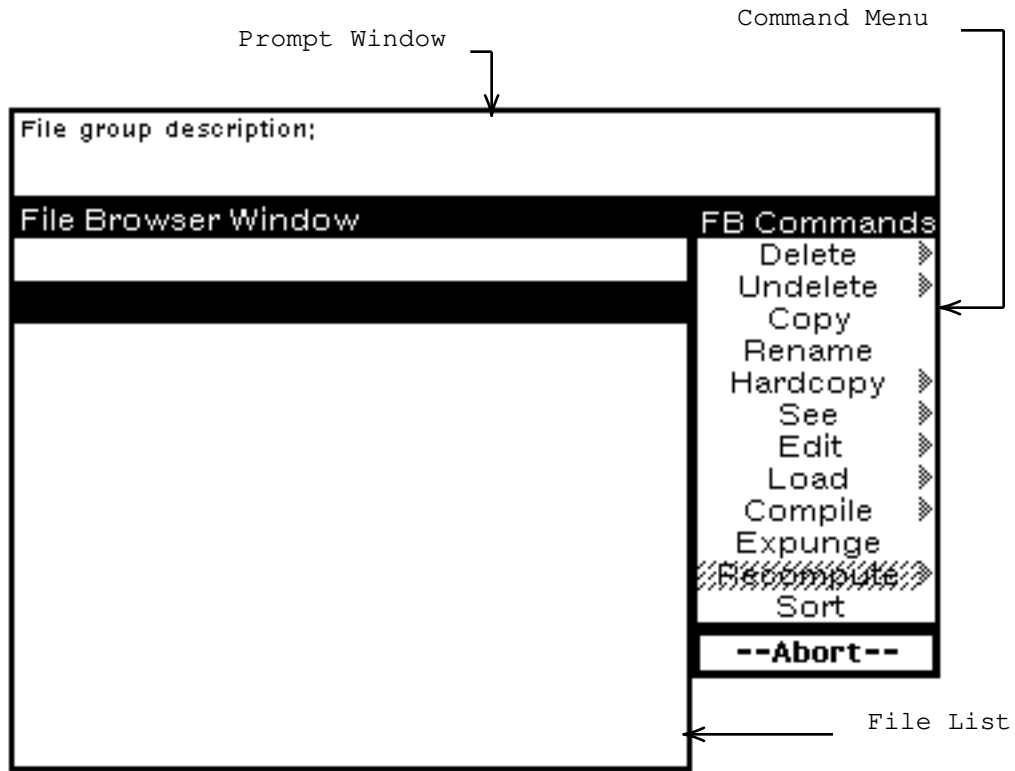 Command Menu
Prompt Window
File group description:
File Browser Window
FB Commands
Delete
Undelete
Copy
Rename
Hardcopy
See
Edit
Load
Compile
Expunge
Recompute
Sort
--Abort--
File List